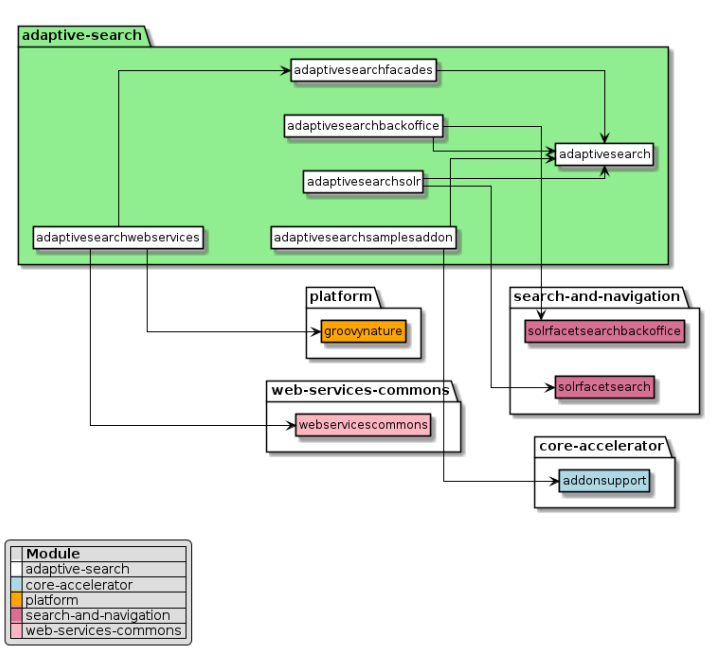 adaptive-search
adaptivesearchfacades
adaptivesearchbackoffice
adaptivesearch
adaptivesearchsolr
adaptivesearchwebservices
adaptivesearchsamplesaddon
platform
groovynature
search-and-navigation
solrfacetsearchbackoffice
solrfacetsearch
web-services-commons
webservicescommons
core-accelerator
addonsupport
Module
adaptive-search
core-accelerator
platform
search-and-navigation
web-services-commons